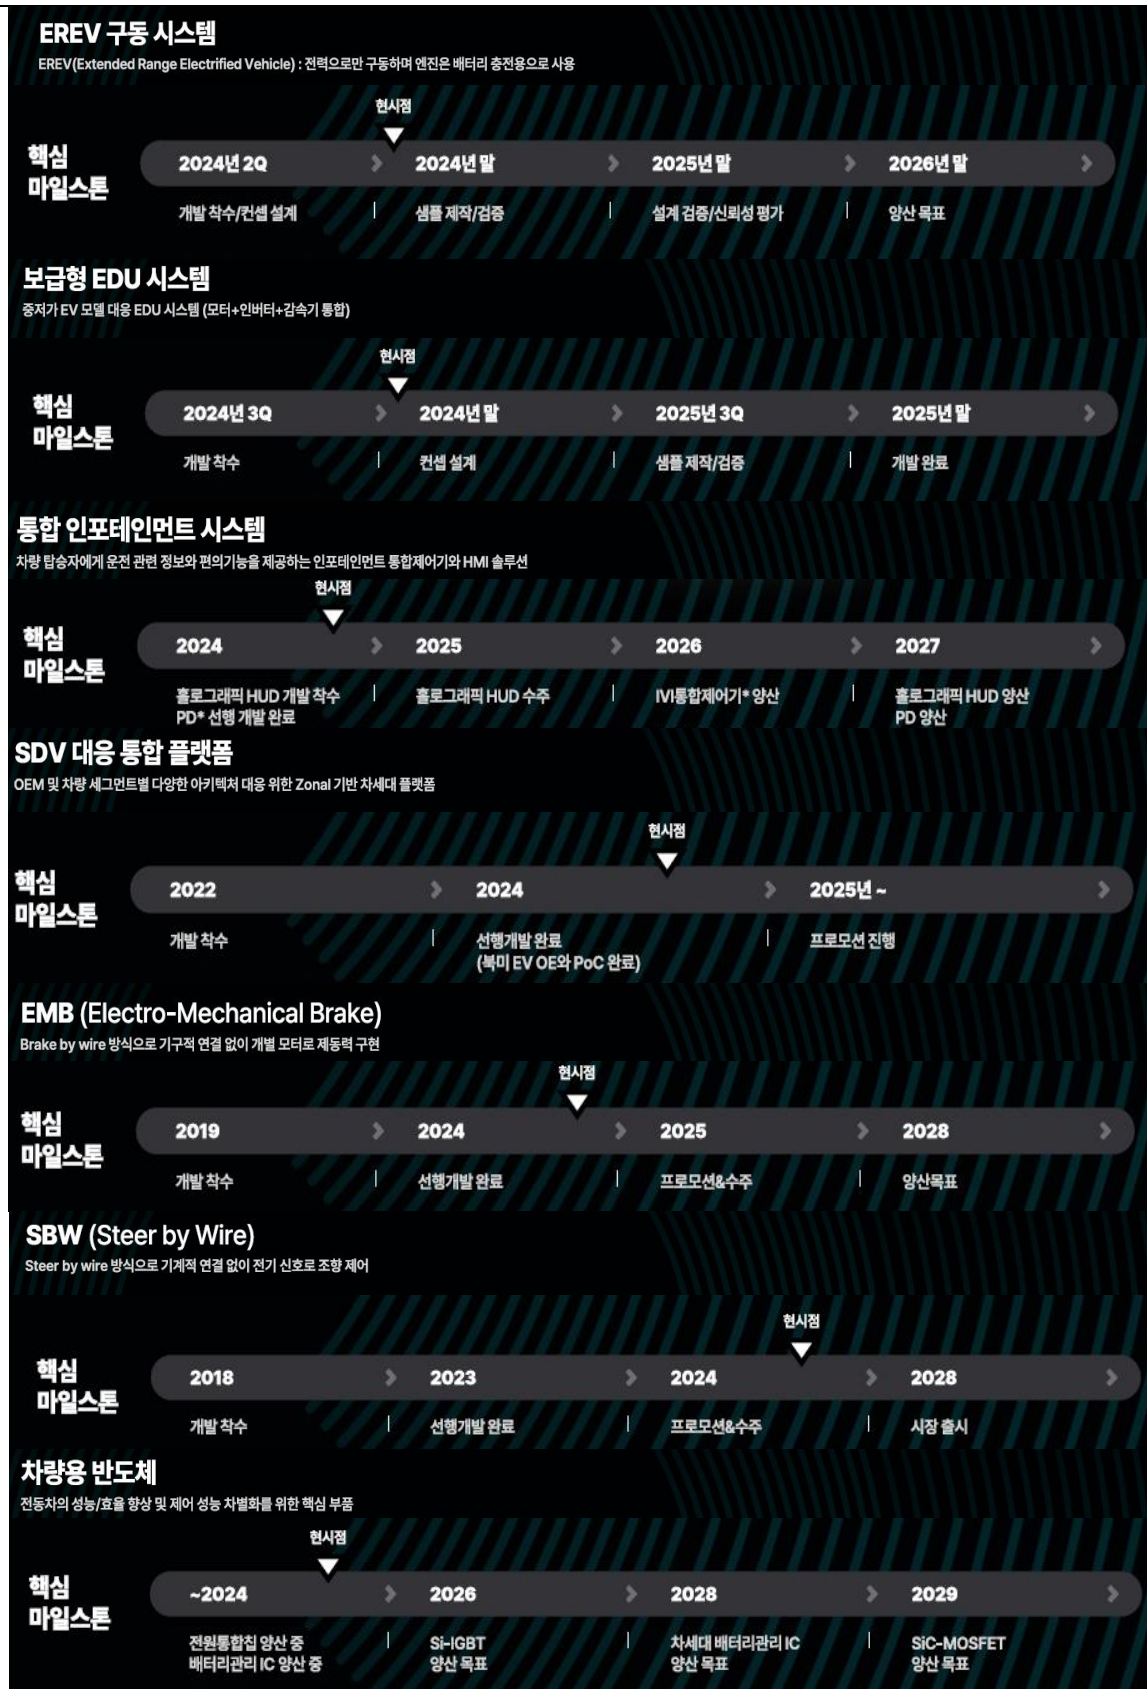 EREV 구동 시스템
EREV(Extended Range Electrified Vehicle) : 전력으로만 구동하며 엔진은 배터리 충전용으로 사용
현시점
핵심
마일스톤
2024년 2Q
2024년 말
2025년 말
2026년 말
개발 착수/컨셉 설계
샘플 제작/검증
설계 검증/신뢰성 평가
양산 목표
보급형 EDU 시스템
중저가 EV 모델 대응 EDU 시스템 (모터+인버터+감속기 통합)
현시점
핵심
마일스톤
2024년 3Q
2024년 말
2025년 3Q
2025년 말
개발 착수
컨셉 설계
샘플 제작/검증
개발 완료
통합 인포테인먼트 시스템
차량 탑승자에게 운전 관련 정보와 편의기능을 제공하는 인포테인먼트 통합제어기와 HMI 솔루션
현시점
핵심
마일스톤
2024
2025
2026
2027
홀로그래픽 HUD 개발 착수
PD* 선행 개발 완료
홀로그래픽 HUD 수주
IVI통합제어기* 양산
홀로그래픽 HUD 양산
PD 양산
SDV 대응 통합 플랫폼
OEM 및 차량 세그먼트별 다양한 아키텍처 대응 위한 Zonal 기반 차세대 플랫폼
현시점
핵심
마일스톤
2022
2024
2025년 ~
개발 착수
선행개발 완료
(북미 EV OE와 PoC 완료)
프로모션 진행
EMB (Electro-Mechanical Brake)
Brake by wire 방식으로 기구적 연결 없이 개별 모터로 제동력 구현
현시점
핵심
마일스톤
2019
2024
2025
2028
개발 착수
선행개발 완료
프로모션&수주
양산목표
SBW (Steer by Wire)
Steer by wire 방식으로 기계적 연결 없이 전기 신호로 조향 제어
현시점
핵심
마일스톤
2018
2023
2024
2028
개발 착수
선행개발 완료
프로모션&수주
시장 출시
차량용 반도체
전동차의 성능/효율 향상 및 제어 성능 차별화를 위한 핵심 부품
현시점
핵심
마일스톤
~2024
2026
2028
2029
전원통합칩 양산 중
배터리관리 IC 양산 중
Si-IGBT
양산 목표
차세대 배터리관리 IC
양산 목표
SiC-MOSFET
양산 목표